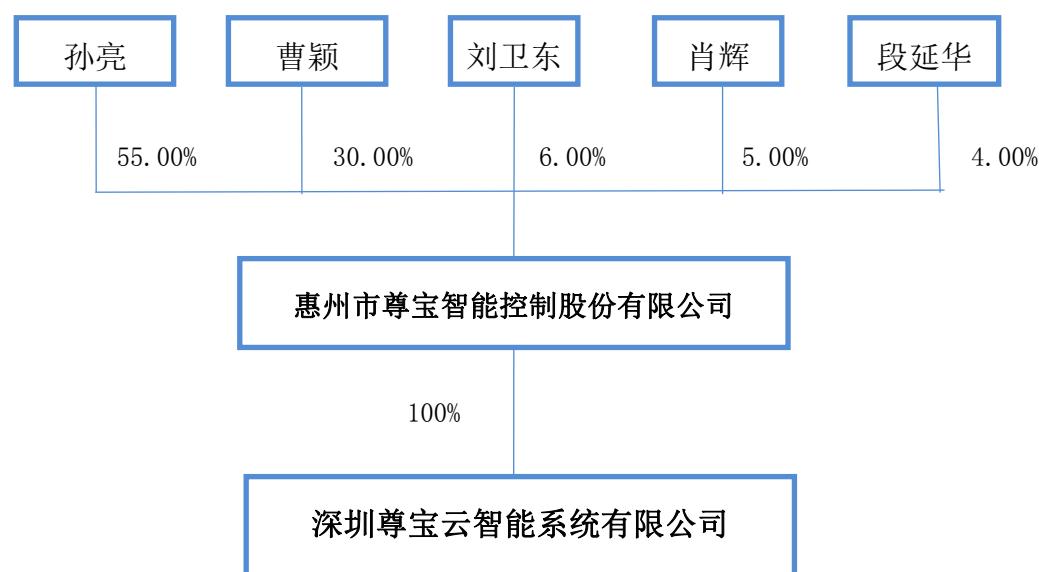 孙亮 曹颖 刘卫东 肖辉 段延华
55.00% 30.00% 6.00% 5.00% 4.00%
惠州市尊宝智能控制股份有限公司
100%
深圳尊宝云智能系统有限公司